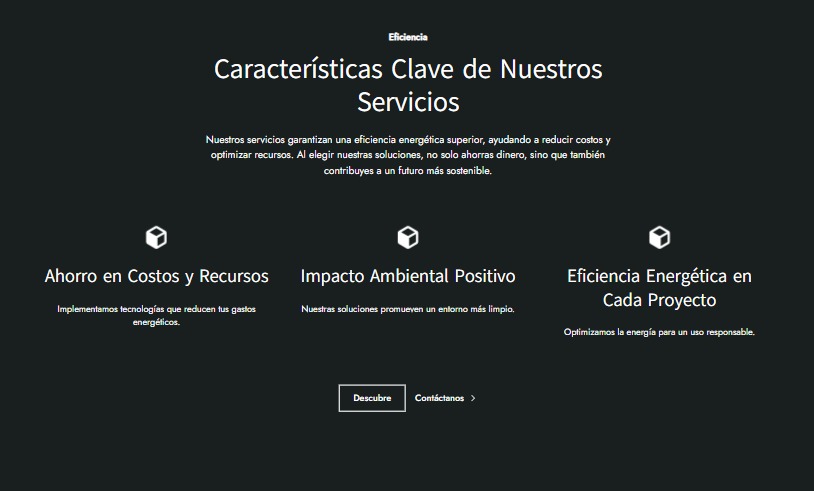 Eficiencia
Características Clave de Nuestros
Servicios
Nuestros servicios garantizan una eficiencia energética superior, ayudando a reducir costos y
optimizar recursos. Al elegir nuestras soluciones, no solo ahorras dinero, sino que también
contribuyes a un futuro más sostenible.
Ahorro en Costos y Recursos
Implementamos tecnologías que reducen tus gastos
energéticos.
Impacto Ambiental Positivo
Nuestras soluciones promueven un entorno más limpio.
Eficiencia Energética en
Cada Proyecto
Optimizamos la energía para un uso responsable.
Descubre
Contáctanos